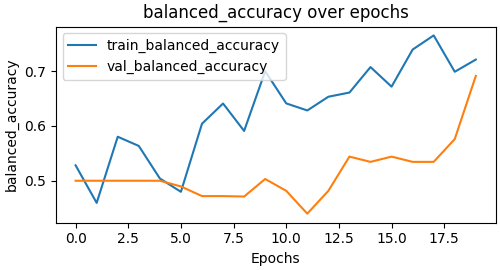 balanced_accuracy over epochs
train_balanced_accuracy
val_balanced_accuracy
balanced_accuracy
0.7
0.6
0.5
0.0 2.5 5.0 7.5 10.0 12.5 15.0 17.5
Epochs